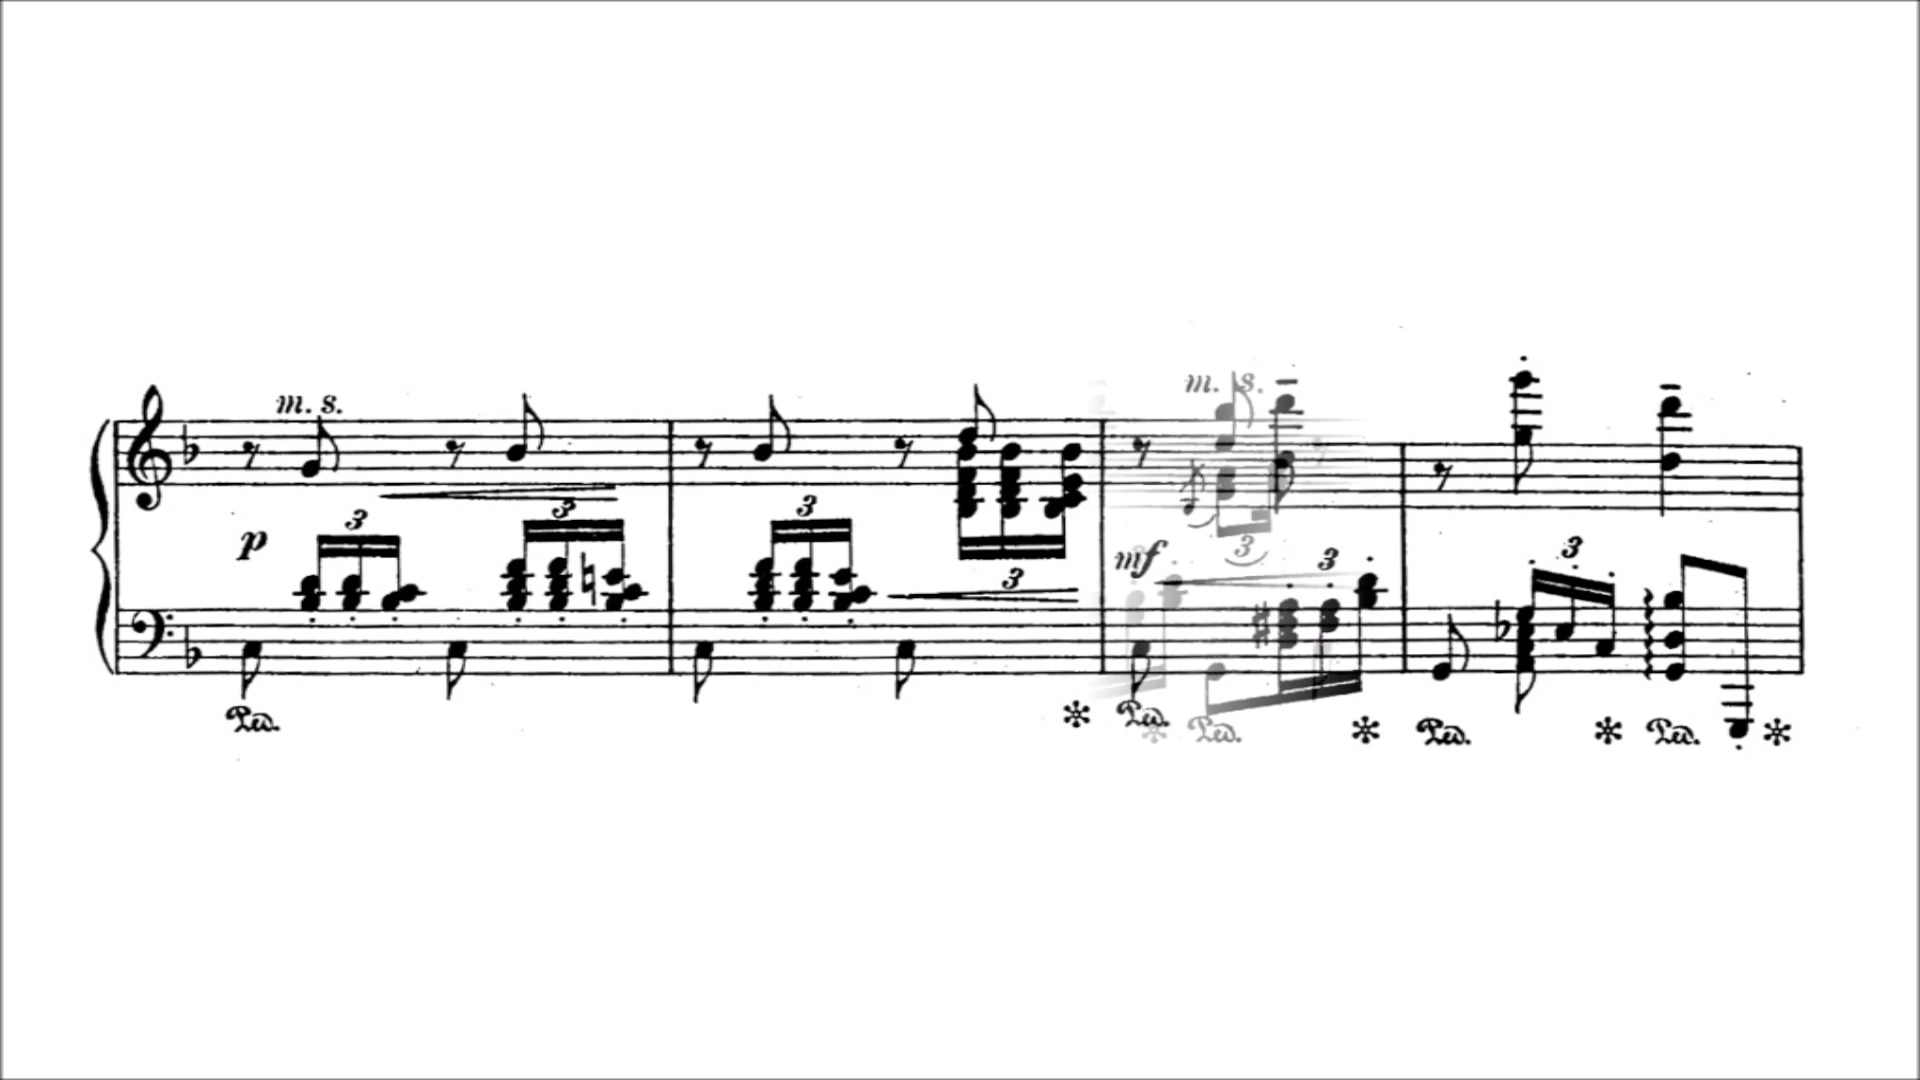 m. s. m. s.
3 3 3 3 3 3 3
p mf
Ped. * Ped. * Ped. * Ped. * Ped. *